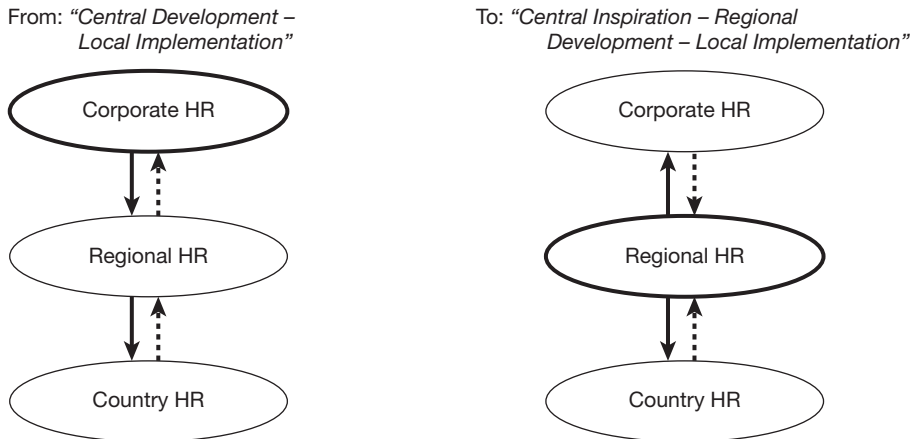 From: “Central Development –
Local Implementation”
Corporate HR
Regional HR
Country HR
To: “Central Inspiration – Regional
Development – Local Implementation”
Corporate HR
Regional HR
Country HR